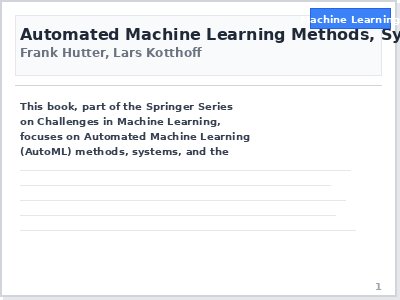 Machine Learning
Automated Machine Learning Methods, Sy
Frank Hutter, Lars Kotthoff
This book, part of the Springer Series
on Challenges in Machine Learning,
focuses on Automated Machine Learning
(AutoML) methods, systems, and the
1